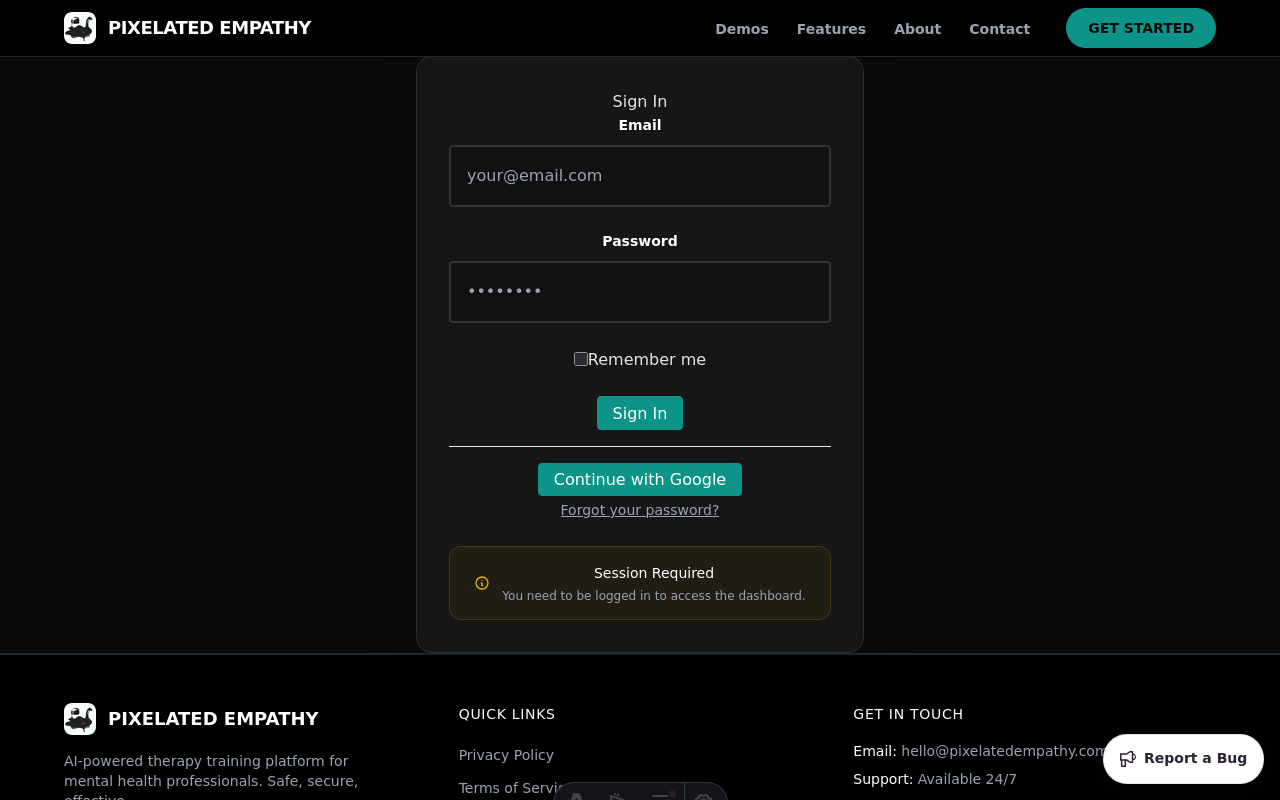 PIXELATED EMPATHY
Demos
Features
About
Contact
GET STARTED
Sign In
Email
your@email.com
Password
Remember me
Sign In
Continue with Google
Forgot your password?
Session Required
You need to be logged in to access the dashboard.
PIXELATED EMPATHY
AI-powered therapy training platform for
mental health professionals. Safe, secure,
effective.
QUICK LINKS
Privacy Policy
Terms of Service
GET IN TOUCH
Email: hello@pixelatedempathy.com
Support: Available 24/7
Report a Bug